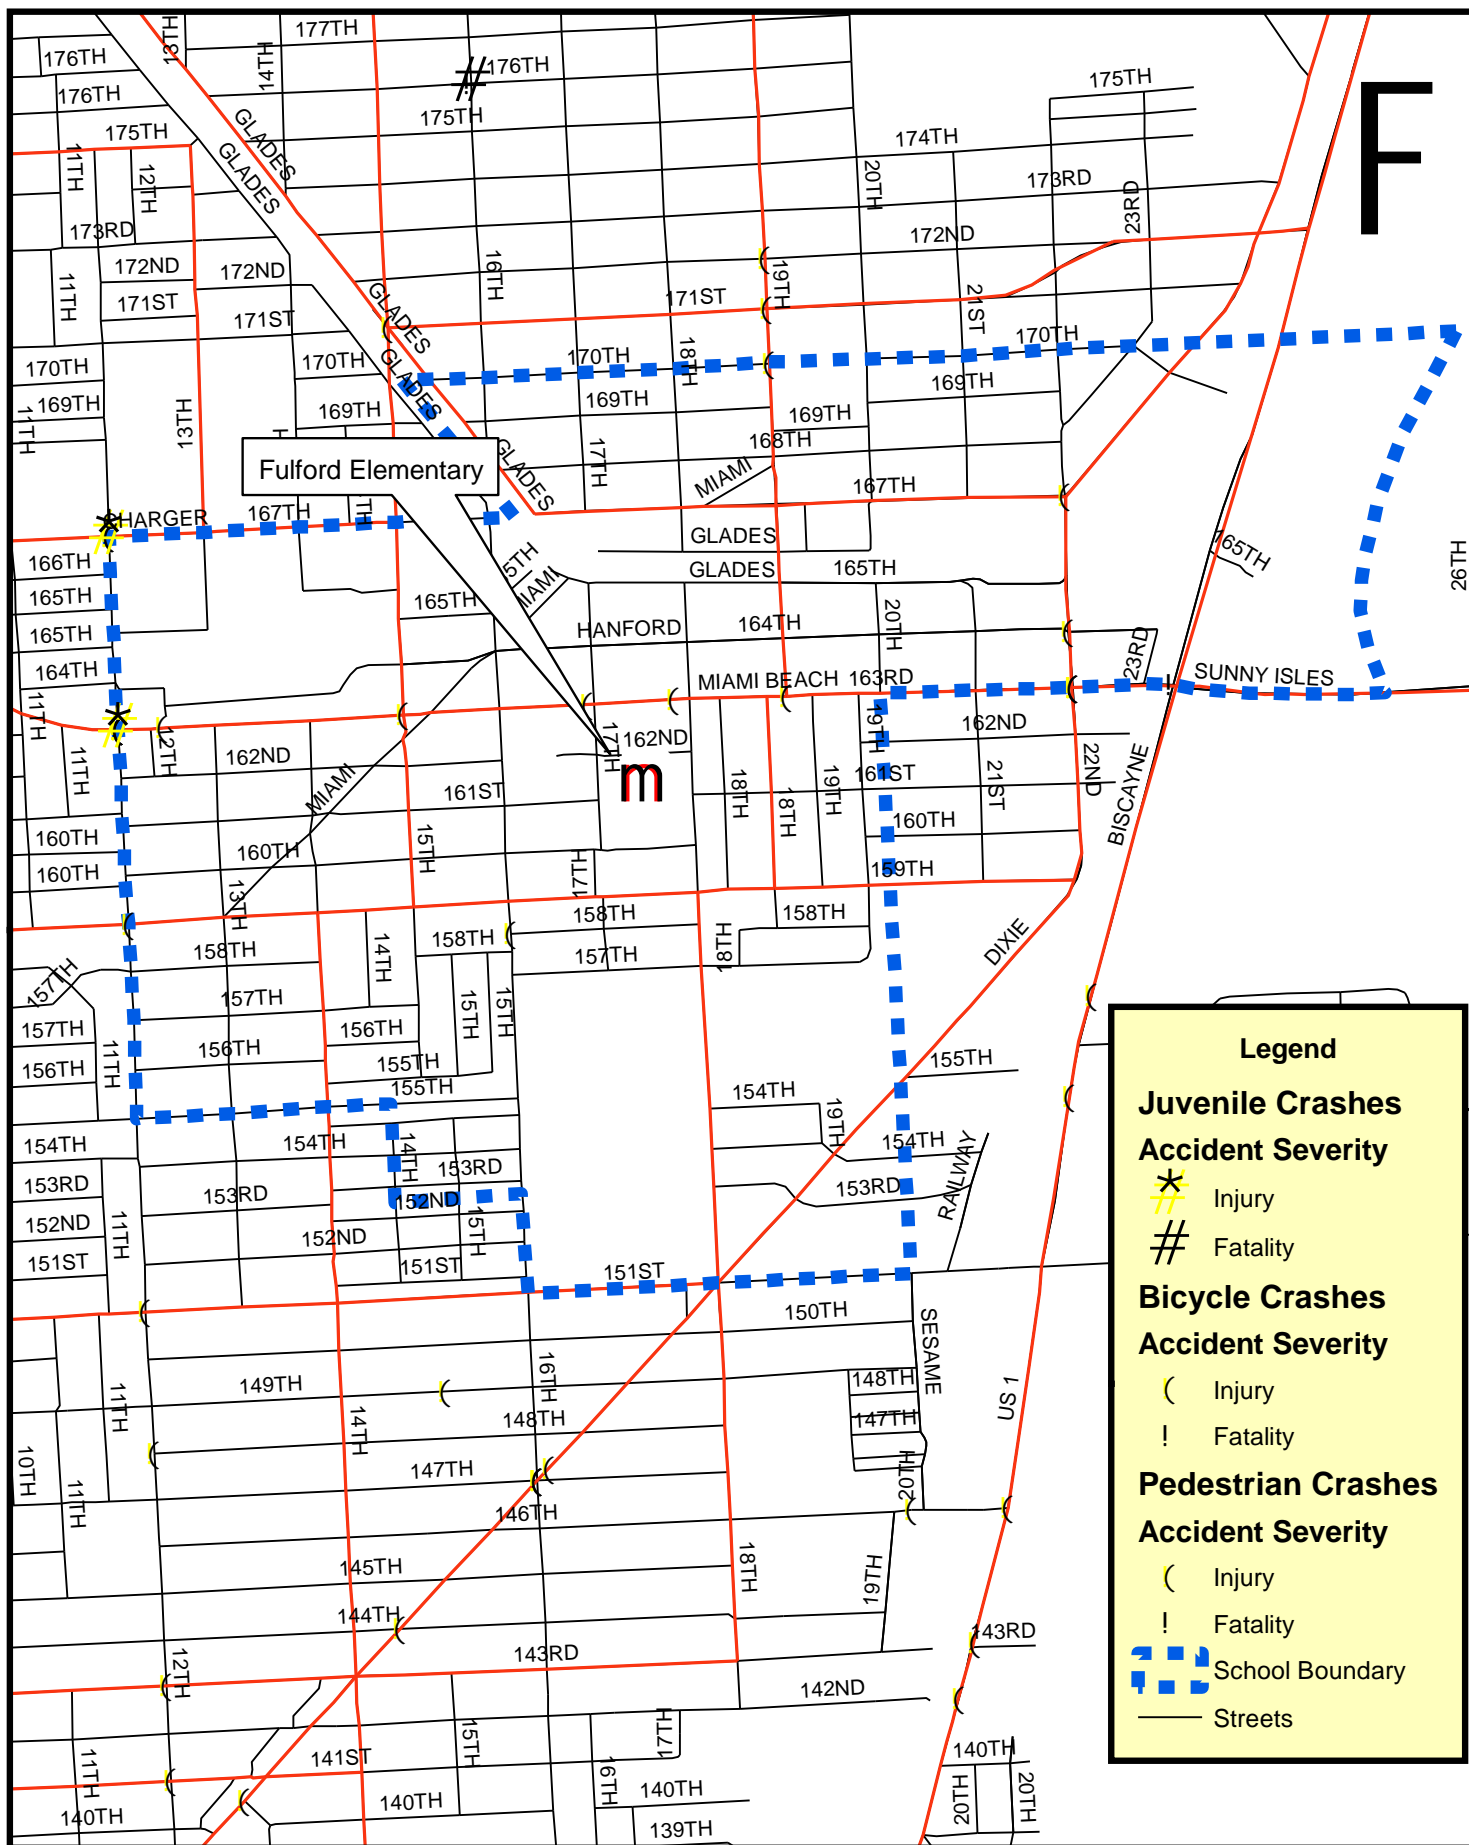 177TH
13TH
14TH
176TH
176TH
175TH
176TH
175TH
175TH
GLADES
GLADES
174TH
11TH
12TH
20TH
173RD
23RD
173RD
172ND
172ND
172ND
16TH
19TH
11TH
171ST
171ST
GLADES
171ST
21ST
170TH
170TH
170TH
GLADES
170TH
18TH
169TH
11TH
13TH
169TH
169TH
169TH
169TH
168TH
Fulford Elementary
GLADES
17TH
MIAMI
167TH
CHARGER
167TH
GLADES
GLADES
165TH
166TH
165TH
165TH
165TH
26TH
165TH
HANFORD
164TH
20TH
164TH
23RD
MIAMI BEACH
163RD
SUNNY ISLES
11TH
12TH
11TH
162ND
17TH
162ND
19TH
162ND
F
MIAMI
161ST
18TH
18TH
19TH
161ST
21ST
22ND
BISCAYNE
160TH
160TH
160TH
15TH
160TH
159TH
13TH
17TH
158TH
158TH
158TH
14TH
158TH
18TH
157TH
DIXIE
157TH
157TH
157TH
15TH
15TH
156TH
156TH
156TH
11TH
155TH
155TH
155TH
154TH
19TH
154TH
154TH
154TH
14TH
153RD
153RD
153RD
153RD
RAILWAY
152ND
152ND
152ND
11TH
15TH
151ST
151ST
151ST
150TH
SESAME
149TH
16TH
148TH
11TH
14TH
148TH
147TH
US 1
10TH
11TH
147TH
20TH
146TH
145TH
18TH
19TH
144TH
143RD
143RD
12TH
142ND
17TH
15TH
141ST
11TH
16TH
140TH
140TH
20TH
20TH
140TH
140TH
139TH
m
Legend
Juvenile Crashes
Accident Severity
Injury
Fatality
Bicycle Crashes
Accident Severity
( Injury
! Fatality
Pedestrian Crashes
Accident Severity
( Injury
! Fatality
School Boundary
Streets